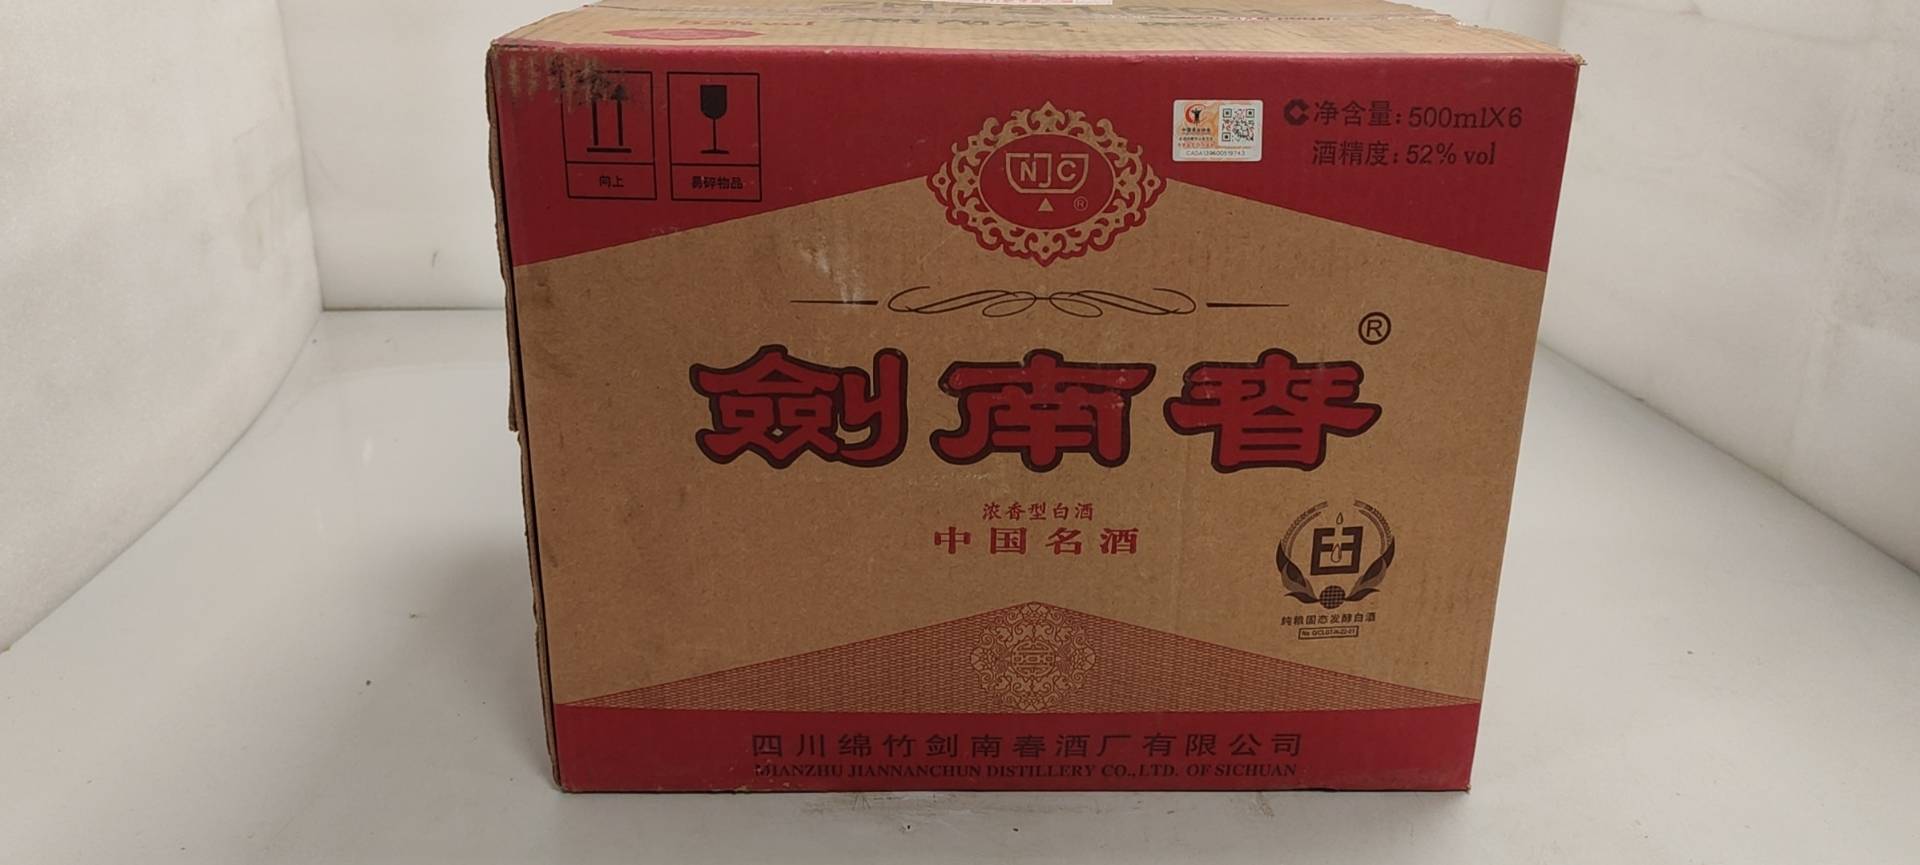 52%vol
向上
易碎物品
NJC
®
净含量:500mlX6
酒精度:52% vol
劍南春®
浓香型白酒
中国名酒
纯粮固态发酵白酒
四川绵竹剑南春酒厂有限公司
MIANZHU JIANNANCHUN DISTILLERY CO.,LTD. OF SICHUAN